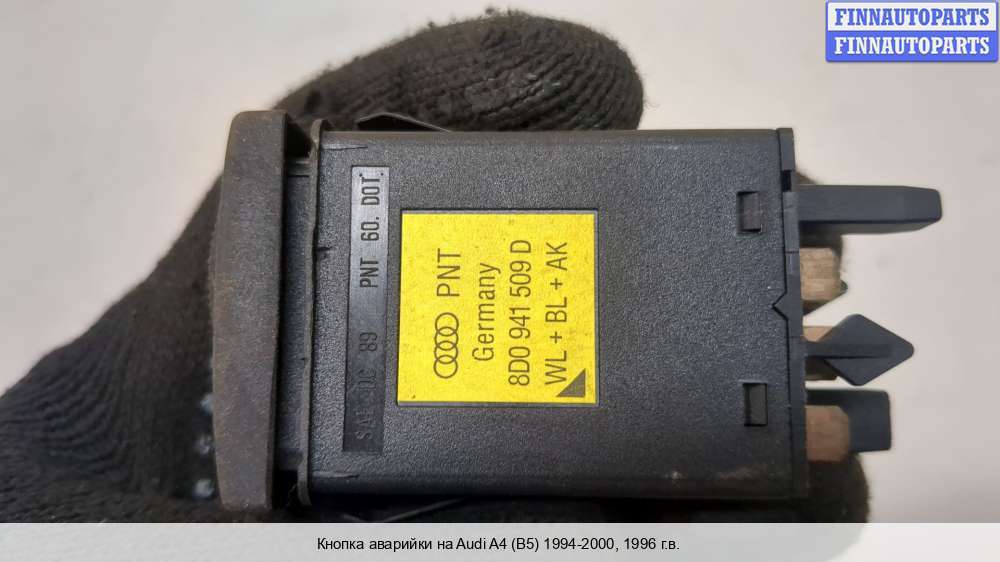 FINNAUTOPARTS
FINNAUTOPARTS
PNT 60. DOT.
89
PNT
Germany
8D0 941 509 D
WL + BL + AK
Кнопка аварийки на Audi A4 (B5) 1994-2000, 1996 г.в.